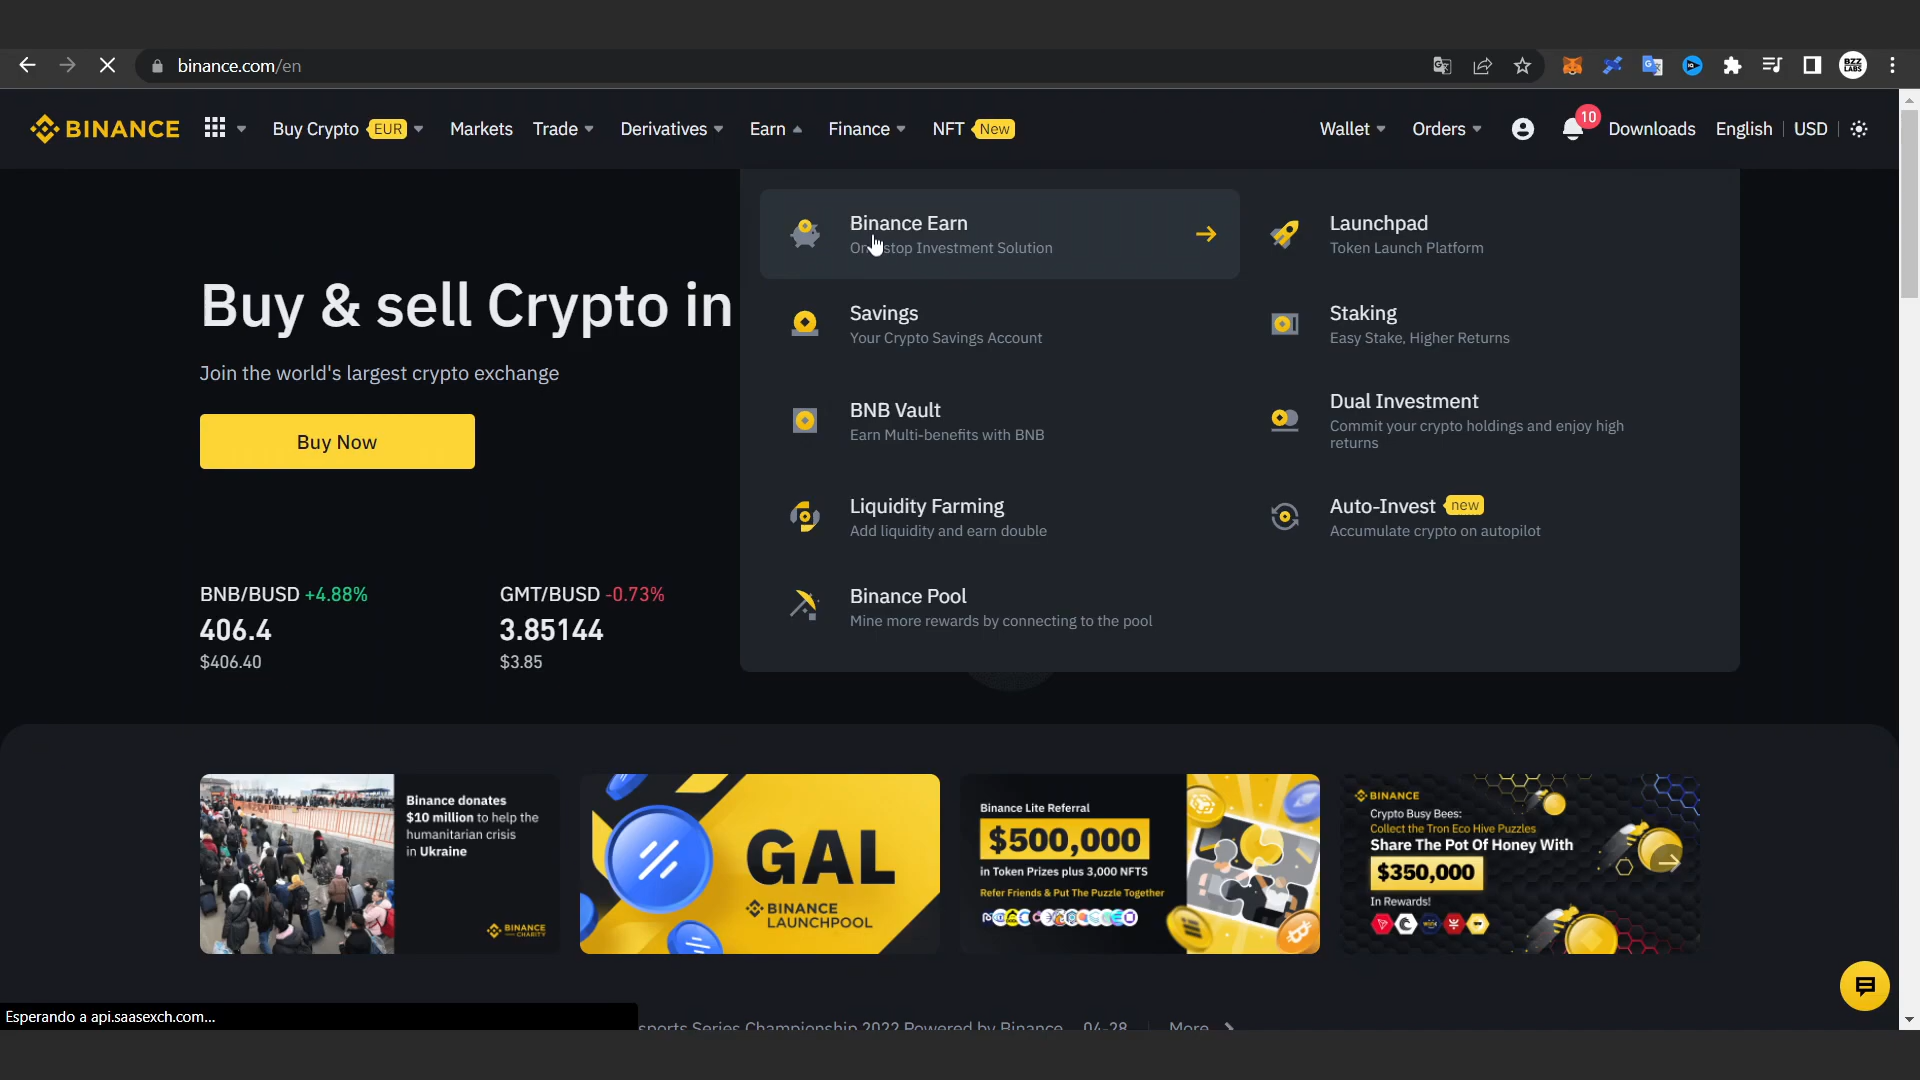 binance.com/en
BZZ
LABS
BINANCE
Buy Crypto EUR
Markets
Trade
Derivatives
Earn
Finance
NFT New
Wallet
Orders
10
Downloads
English
USD
Binance Earn
stop Investment Solution
Launchpad
Token Launch Platform
Savings
Your Crypto Savings Account
Staking
Easy Stake, Higher Returns
BNB Vault
Earn Multi-benefits with BNB
Dual Investment
Commit your crypto holdings and enjoy high
returns
Liquidity Farming
Add liquidity and earn double
Auto-Invest new
Accumulate crypto on autopilot
Binance Pool
Mine more rewards by connecting to the pool
Buy & sell Crypto in
Join the world's largest crypto exchange
Buy Now
BNB/BUSD +4.88%
406.4
$406.40
GMT/BUSD -0.73%
3.85144
$3.85
Binance donates
$10 million to help the
humanitarian crisis
in Ukraine
BINANCE
CHARITY
GAL
BINANCE
LAUNCHPOOL
Binance Lite Referral
$500,000
in Token Prizes plus 3,000 NFTS
Refer Friends & Put The Puzzle Together
BINANCE
Crypto Busy Bees:
Collect the Tron Eco Hive Puzzles
Share The Pot Of Honey With
$350,000
In Rewards!
Esperando a api.saasexch.com...
sports Series Championship 2022 Powered by Binance 04-28
More